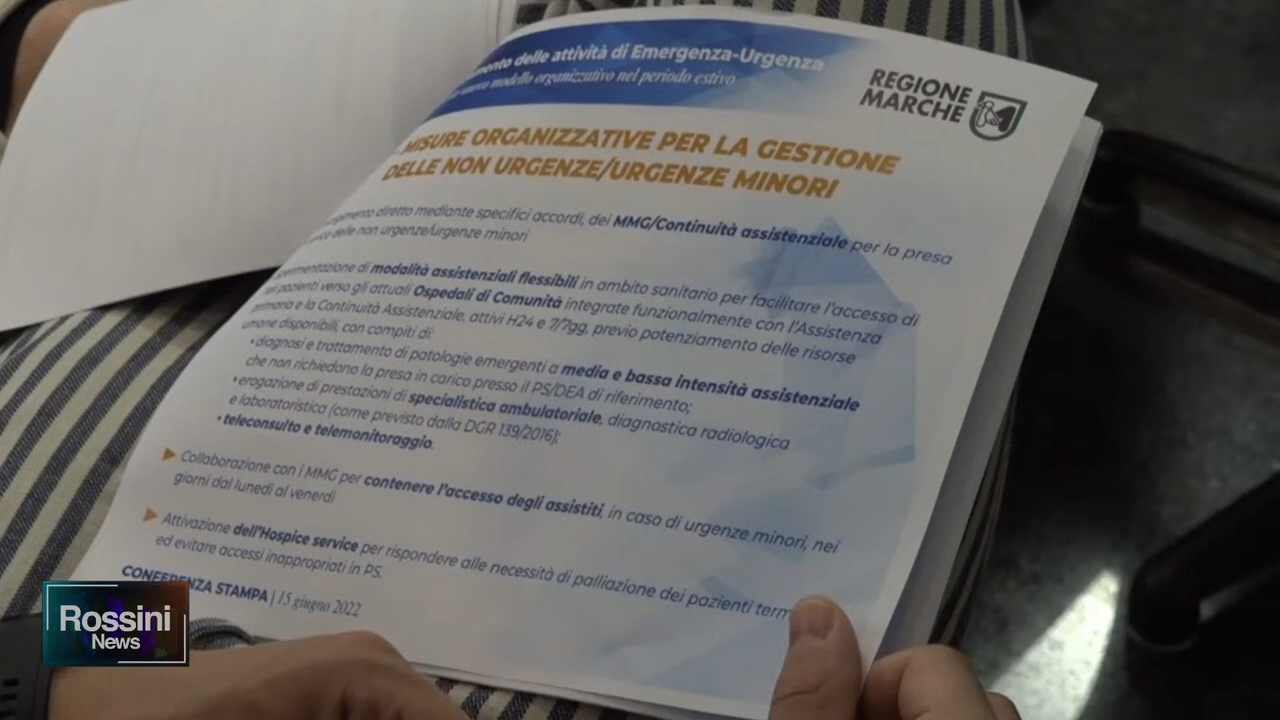 delle attività di Emergenza-Urgenza
modello organizzativo nel periodo estivo
REGIONE
MARCHE
MISURE ORGANIZZATIVE PER LA GESTIONE
DELLE NON URGENZE/URGENZE MINORI
diretto mediante specifici accordi, dei MMG/Continuità assistenziale per la presa
delle non urgenze/urgenze minori
di modalità assistenziali flessibili in ambito sanitario per facilitare l'accesso di
pazienti verso gli attuali Ospedali di Comunità integrate funzionalmente con l'Assistenza
primaria e la Continuità Assistenziale, attivi H24 e 7/7gg, previo potenziamento delle risorse
umane disponibili, con compiti di:
• diagnosi e trattamento di patologie emergenti a media e bassa intensità assistenziale
che non richiedono la presa in carico presso il PS/DEA di riferimento;
• erogazione di prestazioni di specialistica ambulatoriale, diagnostica radiologica
e laboratoristica (come previsto dalla DGR 139/2016);
• teleconsulto e telemonitoraggio.
Collaborazione con i MMG per contenere l'accesso degli assistiti, in caso di urgenze minori, nei
giorni dal lunedì al venerdì
Attivazione dell'Hospice service per rispondere alle necessità di palliazione dei pazienti term
ed evitare accessi inappropriati in PS.
CONFERENZA STAMPA | 15 giugno 2022
Rossini
News